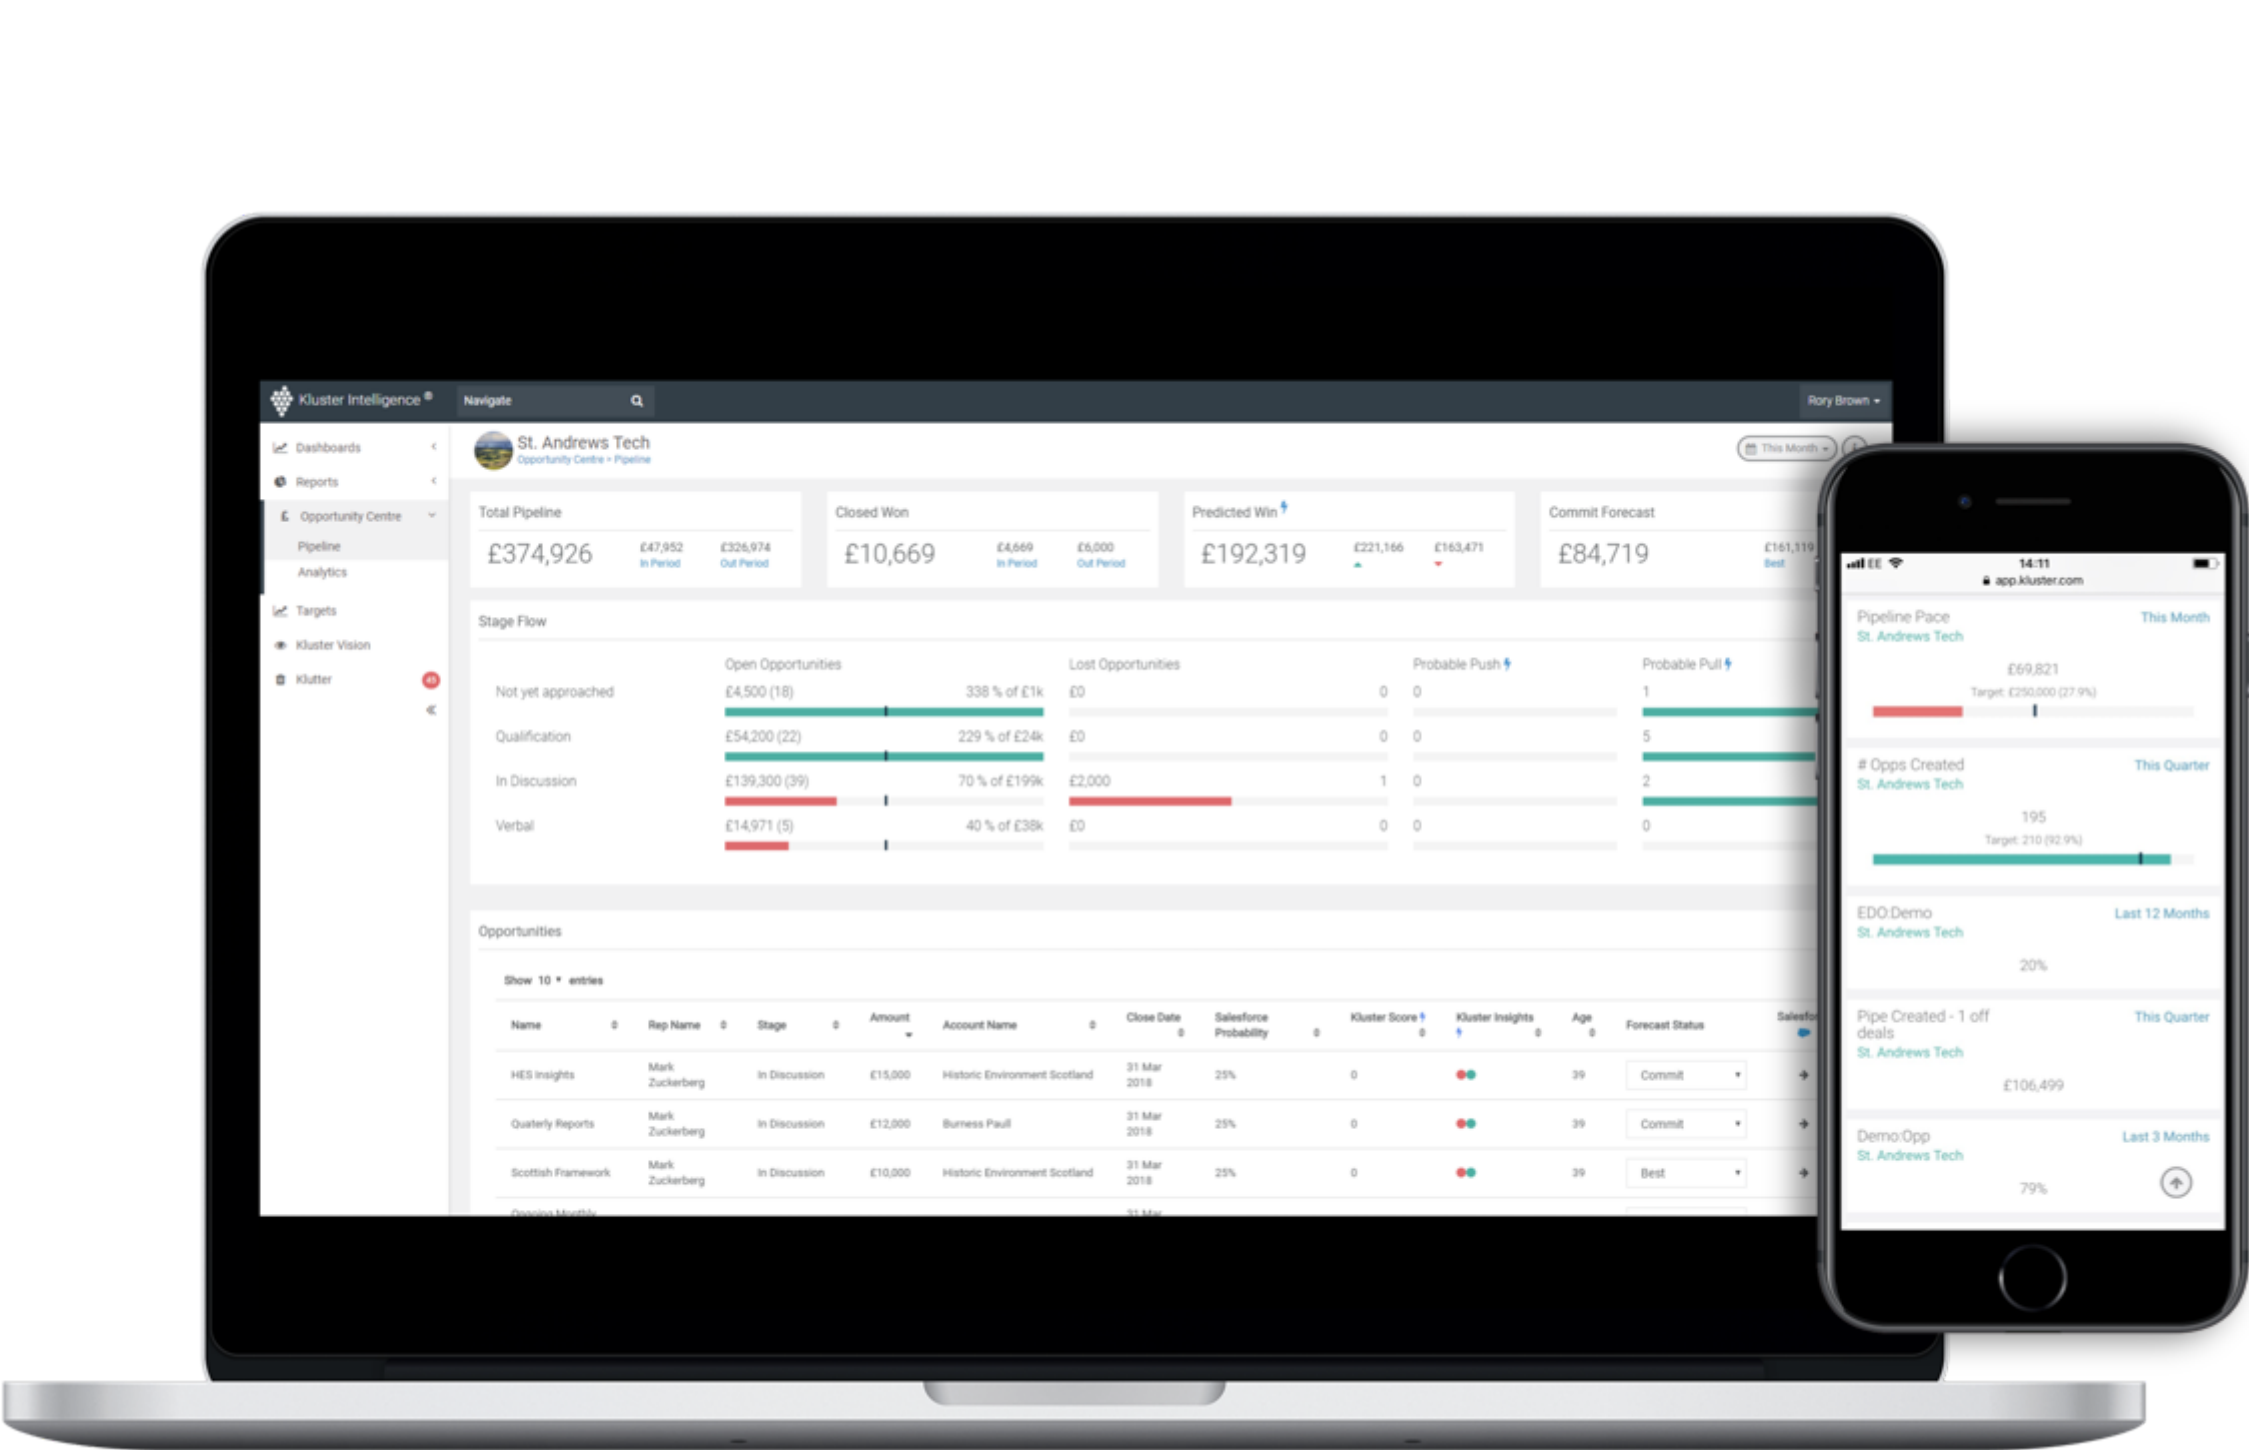 Kluster Intelligence ®
Navigate
Rory Brown
Dashboards
Reports
£ Opportunity Centre
Pipeline
Analytics
Targets
Kluster Vision
Klutter
St. Andrews Tech
Opportunity Centre > Pipeline
This Month
Total Pipeline
£374,926 £47,952 £326,974
In Period Out Period
Closed Won
£10,669 £4,669 £6,000
In Period Out Period
Predicted Win
£192,319 £221,166 £163,471
Commit Forecast
£84,719 £161,119
Best
Stage Flow
Open Opportunities Lost Opportunities Probable Push Probable Pull
Not yet approached £4,500 (18) 338 % of £1k £0 0 0 1
Qualification £54,200 (22) 229 % of £24k £0 0 0 5
In Discussion £139,300 (39) 70 % of £199k £2,000 1 0 2
Verbal £14,971 (5) 40 % of £38k £0 0 0 0
Opportunities
Show 10 entries
Name Rep Name Stage Amount Account Name Close Date Salesforce Probability Kluster Score Kluster Insights Age Forecast Status
HES Insights Mark Zuckerberg In Discussion £15,000 Historic Environment Scotland 31 Mar 2018 25% 0 39 Commit
Quaterly Reports Mark Zuckerberg In Discussion £12,000 Burness Paull 31 Mar 2018 25% 0 39 Commit
Scottish Framework Mark Zuckerberg In Discussion £10,000 Historic Environment Scotland 31 Mar 2018 25% 0 39 Best
Ongoing Monthly 31 Mar
EE 14:11
app.kluster.com
Pipeline Pace This Month
St. Andrews Tech
£69,821
Target: £250,000 (27.9%)
# Opps Created This Quarter
St. Andrews Tech
195
Target: 210 (92.9%)
EDO:Demo Last 12 Months
St. Andrews Tech
20%
Pipe Created - 1 off This Quarter
deals
St. Andrews Tech
£106,499
Demo:Opp Last 3 Months
St. Andrews Tech
79%